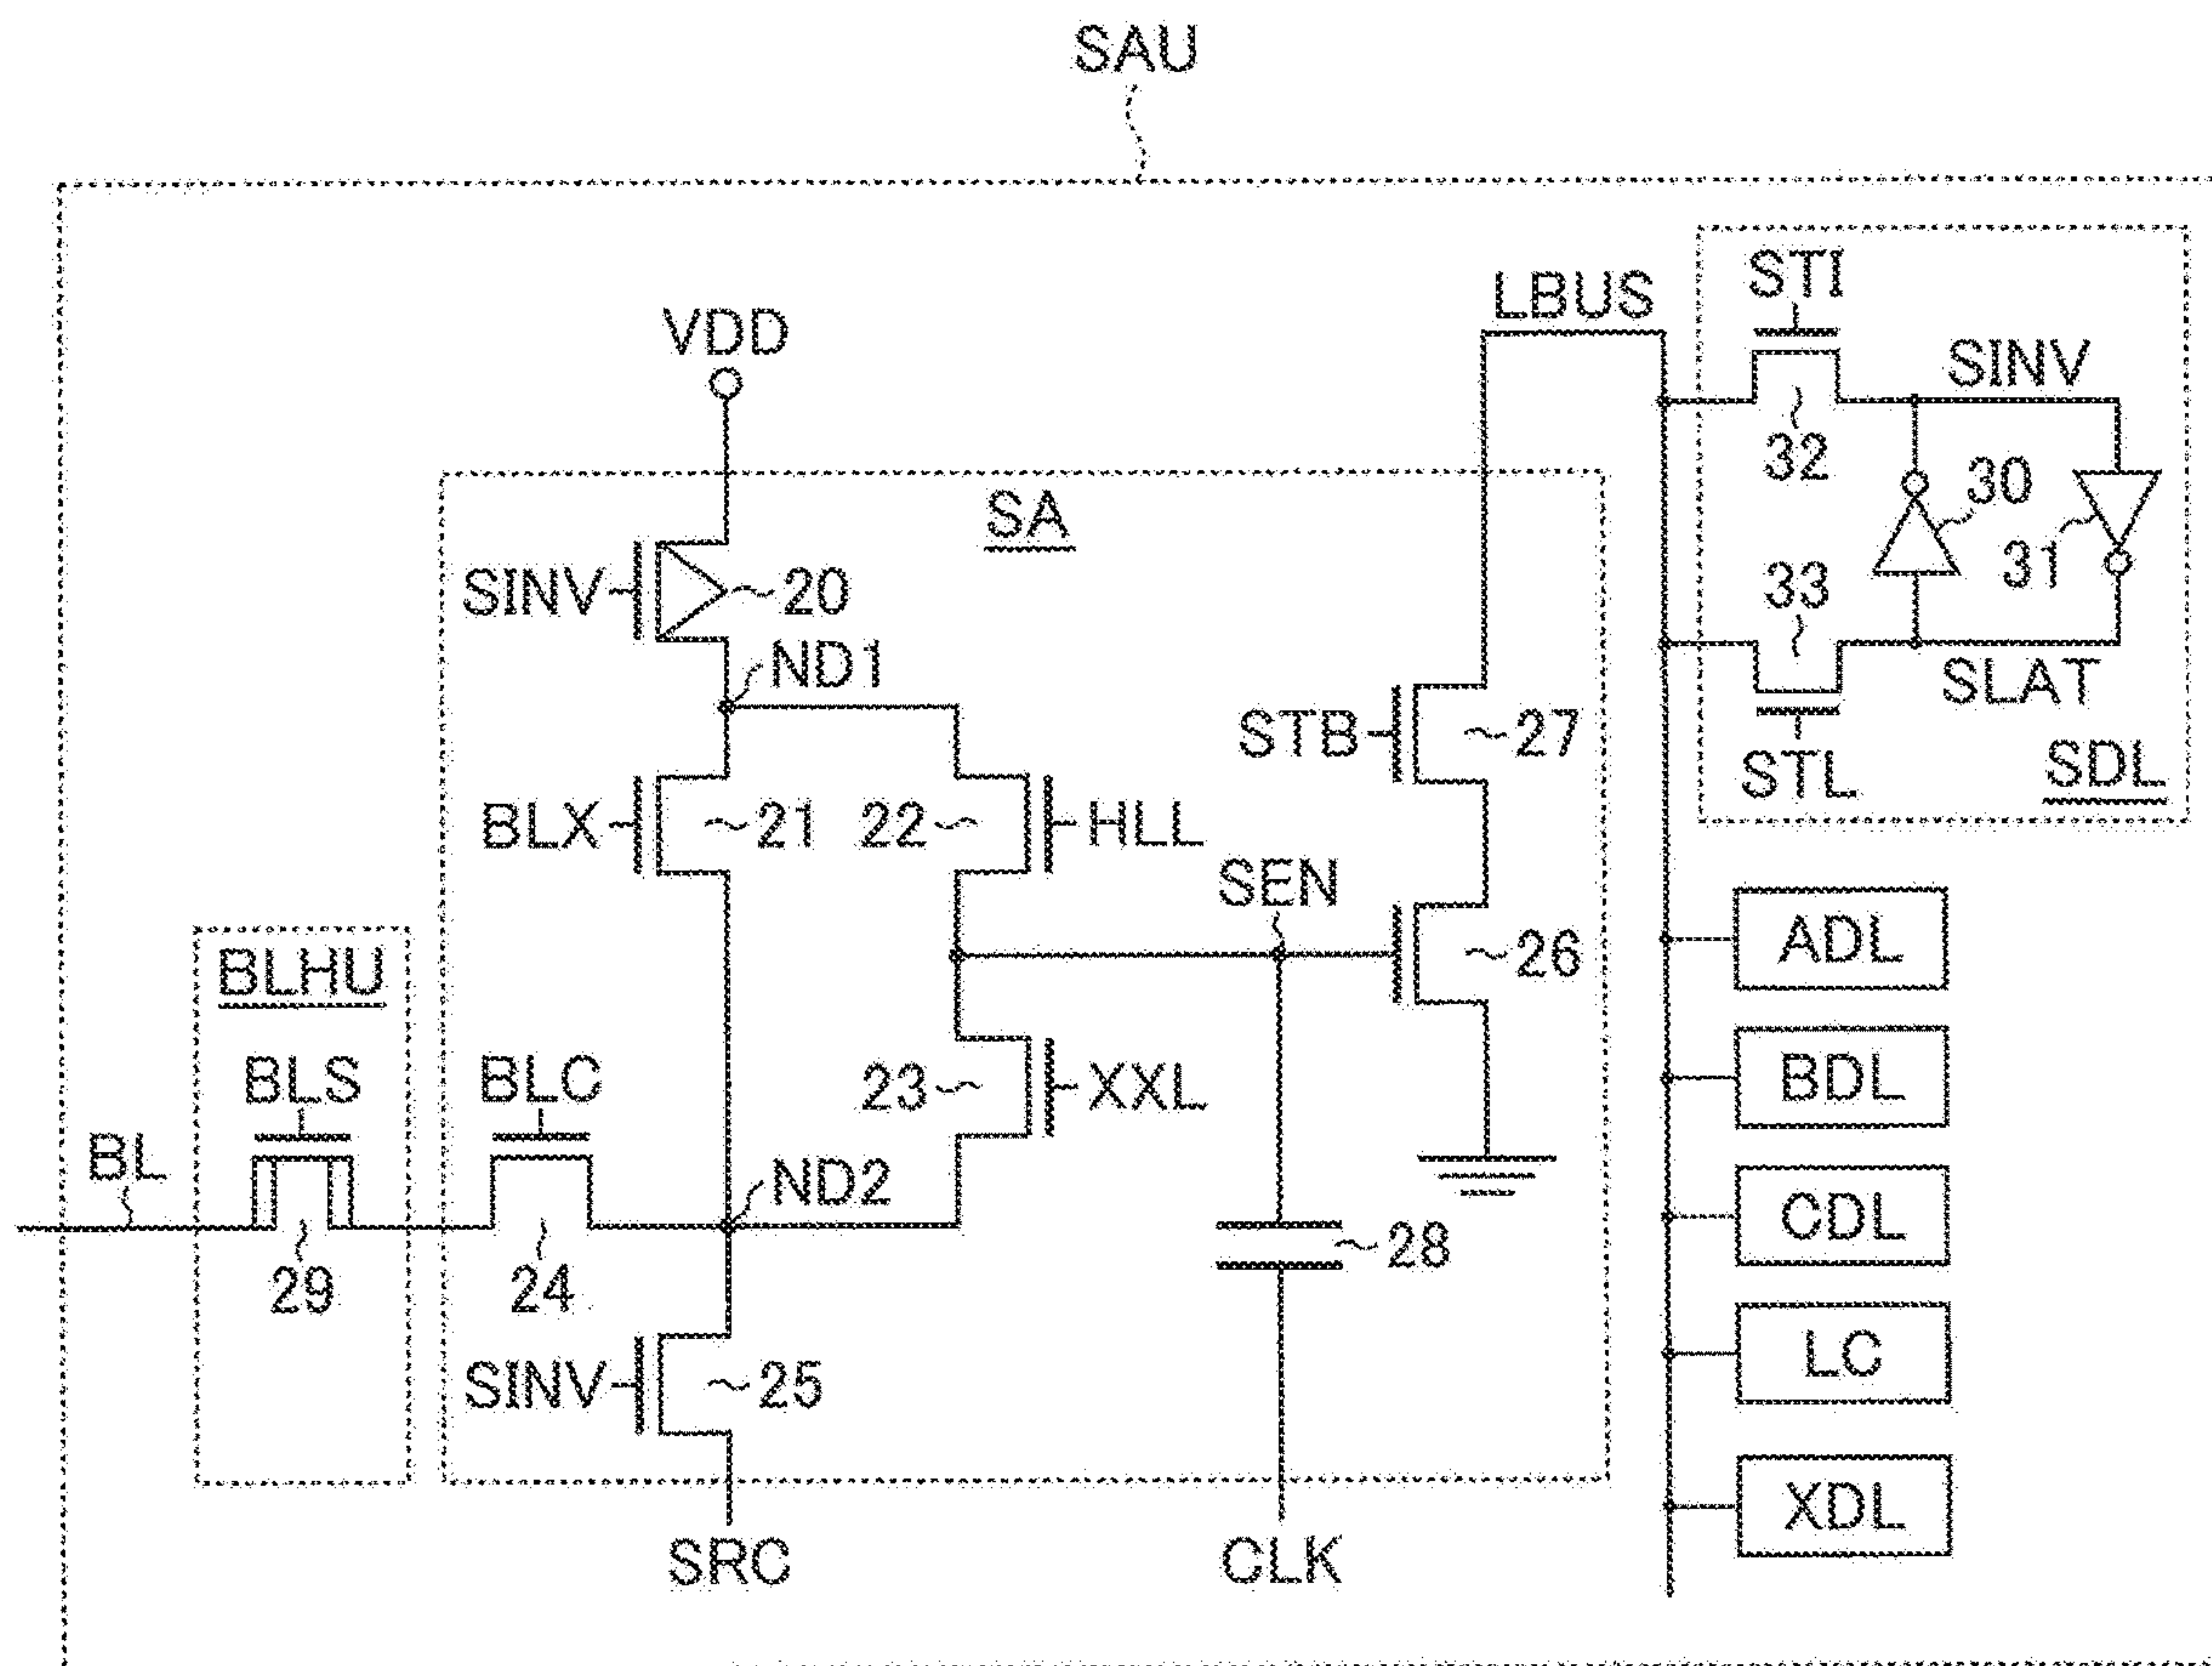 SAU
LBUS
STI
VDD
SINV
32
SA
30
31
SINV
20
33
ND1
SLAT
STB
27
STL
SDL
BLX
21
22
HLL
SEN
ADL
BLHU
26
BLS
BLC
23
XXL
BDL
BL
ND2
CDL
29
24
28
SINV
25
LC
SRC
CLK
XDL